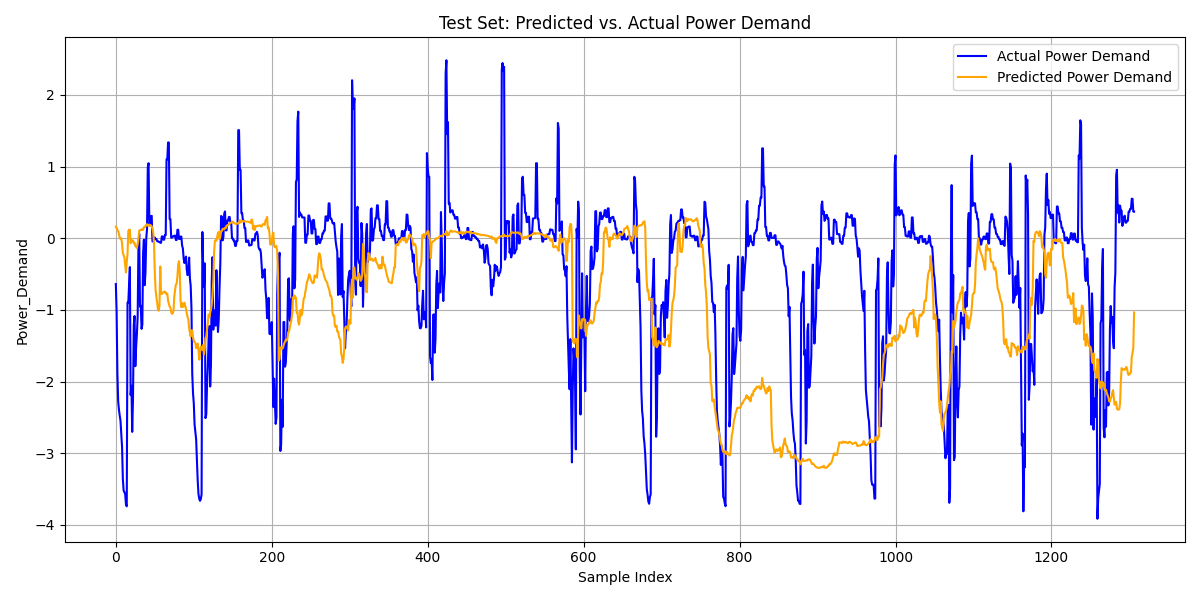 Test Set: Predicted vs. Actual Power Demand
Actual Power Demand
Predicted Power Demand
Power_Demand
2
1
0
−1
−2
−3
−4
0
200
400
600
800
1000
1200
Sample Index